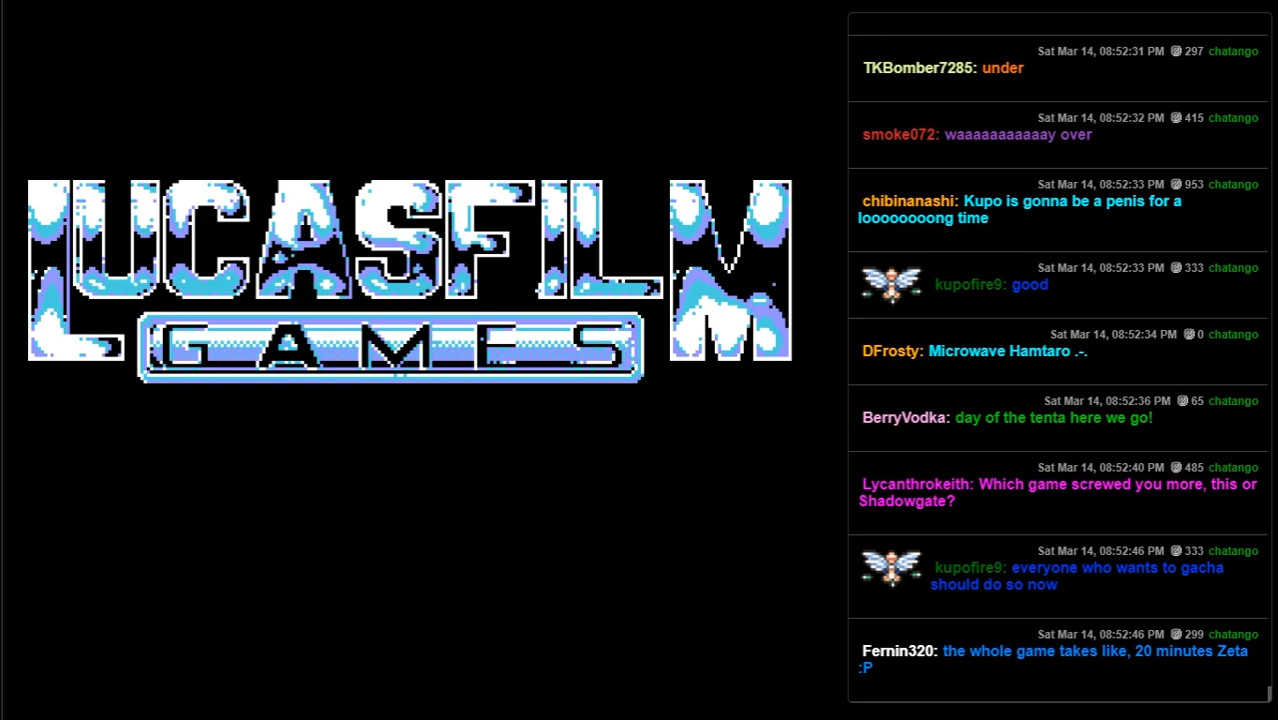 LUCASFILM
GAMES
Sat Mar 14, 08:52:31 PM 297 chatango
TKBomber7285: under
Sat Mar 14, 08:52:32 PM 415 chatango
smoke072: waaaaaaaaaay over
Sat Mar 14, 08:52:33 PM 953 chatango
chibinanashi: Kupo is gonna be a penis for a
loooooooong time
Sat Mar 14, 08:52:33 PM 333 chatango
kupofire9: good
Sat Mar 14, 08:52:34 PM 0 chatango
DFrosty: Microwave Hamtaro .-.
Sat Mar 14, 08:52:36 PM 65 chatango
BerryVodka: day of the tenta here we go!
Sat Mar 14, 08:52:40 PM 485 chatango
Lycanthrokeith: Which game screwed you more, this or
Shadowgate?
Sat Mar 14, 08:52:46 PM 333 chatango
kupofire9: everyone who wants to gacha
should do so now
Sat Mar 14, 08:52:46 PM 299 chatango
Fernin320: the whole game takes like, 20 minutes Zeta
:P